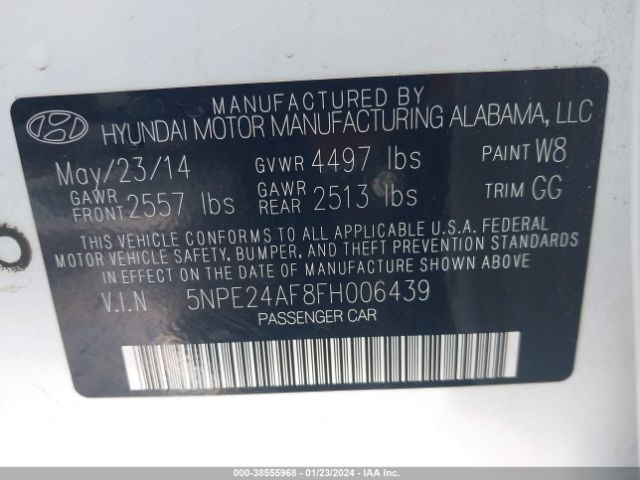 MANUFACTURED BY
HYUNDAI MOTOR MANUFACTURING ALABAMA, LLC
May/23/14 GVWR 4497 lbs PAINT W8
GAWR FRONT 2557 lbs GAWR REAR 2513 lbs TRIM GG
THIS VEHICLE CONFORMS TO ALL APPLICABLE U.S.A. FEDERAL
MOTOR VEHICLE SAFETY, BUMPER, AND THEFT PREVENTION STANDARDS
IN EFFECT ON THE DATE OF MANUFACTURE SHOWN ABOVE.
V.I.N 5NPE24AF8FH006439
PASSENGER CAR
000-38555968 - 01/23/2024 - IAA Inc.